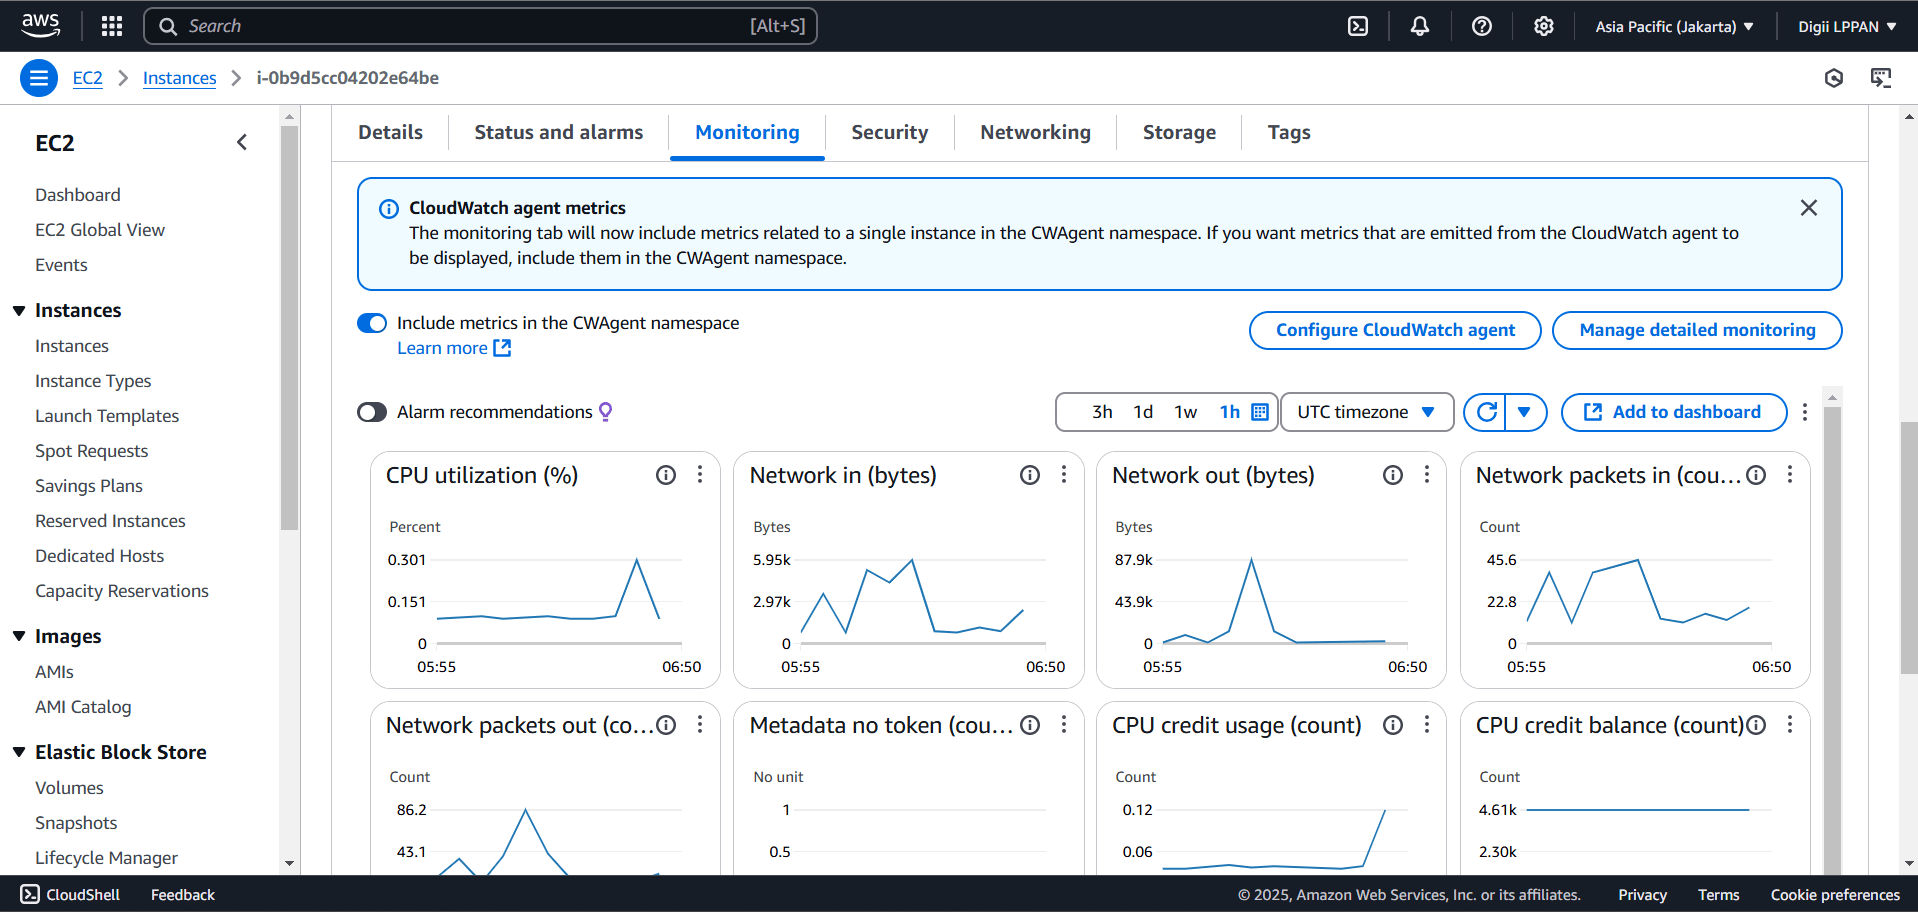 aws
Search [Alt+S]
Asia Pacific (Jakarta)
Digii LPPAN
EC2
Instances
i-0b9d5cc04202e64be
EC2
Dashboard
EC2 Global View
Events
Instances
Instances
Instance Types
Launch Templates
Spot Requests
Savings Plans
Reserved Instances
Dedicated Hosts
Capacity Reservations
Images
AMIs
AMI Catalog
Elastic Block Store
Volumes
Snapshots
Lifecycle Manager
Details
Status and alarms
Monitoring
Security
Networking
Storage
Tags
CloudWatch agent metrics
The monitoring tab will now include metrics related to a single instance in the CWAgent namespace. If you want metrics that are emitted from the CloudWatch agent to
be displayed, include them in the CWAgent namespace.
Include metrics in the CWAgent namespace
Learn more
Configure CloudWatch agent
Manage detailed monitoring
Alarm recommendations
3h 1d 1w 1h
UTC timezone
Add to dashboard
CPU utilization (%)
Percent
0.301
0.151
0
05:55 06:50
Network in (bytes)
Bytes
5.95k
2.97k
0
05:55 06:50
Network out (bytes)
Bytes
87.9k
43.9k
0
05:55 06:50
Network packets in (cou...
Count
45.6
22.8
0
05:55 06:50
Network packets out (co...
Count
86.2
43.1
Metadata no token (cou...
No unit
1
0.5
CPU credit usage (count)
Count
0.12
0.06
CPU credit balance (count)
Count
4.61k
2.30k
CloudShell
Feedback
© 2025, Amazon Web Services, Inc. or its affiliates.
Privacy
Terms
Cookie preferences